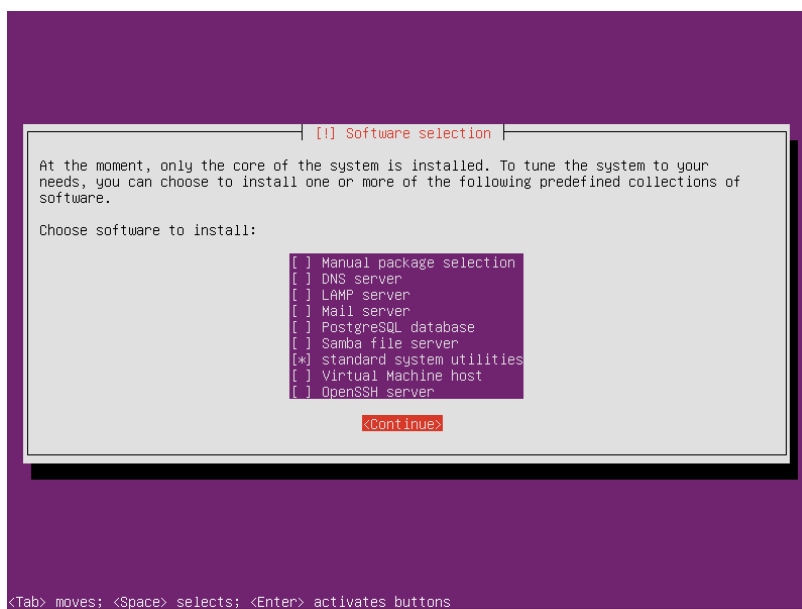 [!] Software selection
At the moment, only the core of the system is installed. To tune the system to your
needs, you can choose to install one or more of the following predefined collections of
software.
Choose software to install:
[ ] Manual package selection
[ ] DNS server
[ ] LAMP server
[ ] Mail server
[ ] PostgreSQL database
[ ] Samba file server
[*] standard system utilities
[ ] Virtual Machine host
[ ] OpenSSH server
<Continue>
<Tab> moves; <Space> selects; <Enter> activates buttons